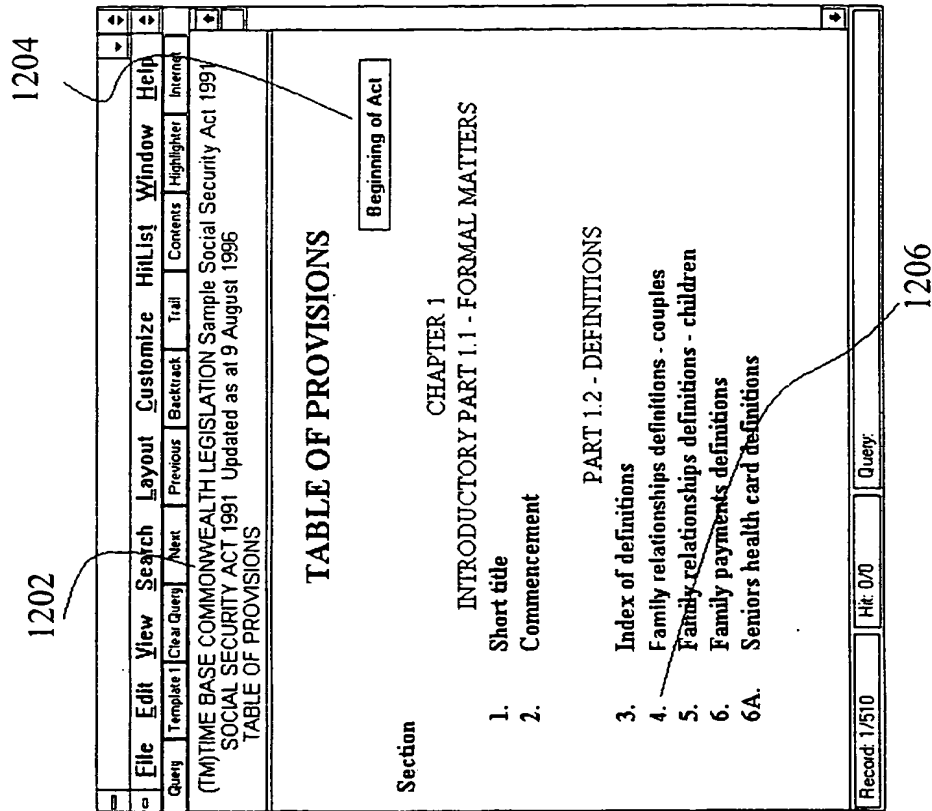 1202
1204
File Edit View Search Layout Customize HitList Window Help
Query Template 1 Clear Query Next Previous Backtrack Trail Contents Highlighter Internet
(TM)TIME BASE COMMONWEALTH LEGISLATION Sample Social Security Act 1991
SOCIAL SECURITY ACT 1991 Updated as at 9 August 1996
TABLE OF PROVISIONS
TABLE OF PROVISIONS
Beginning of Act
Section
CHAPTER 1
INTRODUCTORY PART 1.1 - FORMAL MATTERS
1. Short title
2. Commencement
PART 1.2 - DEFINITIONS
3. Index of definitions
4. Family relationships definitions - couples
5. Family relationships definitions - children
6. Family payments definitions
6A. Seniors health card definitions
Record: 1/510 Hit: 0/0 Query:
1206